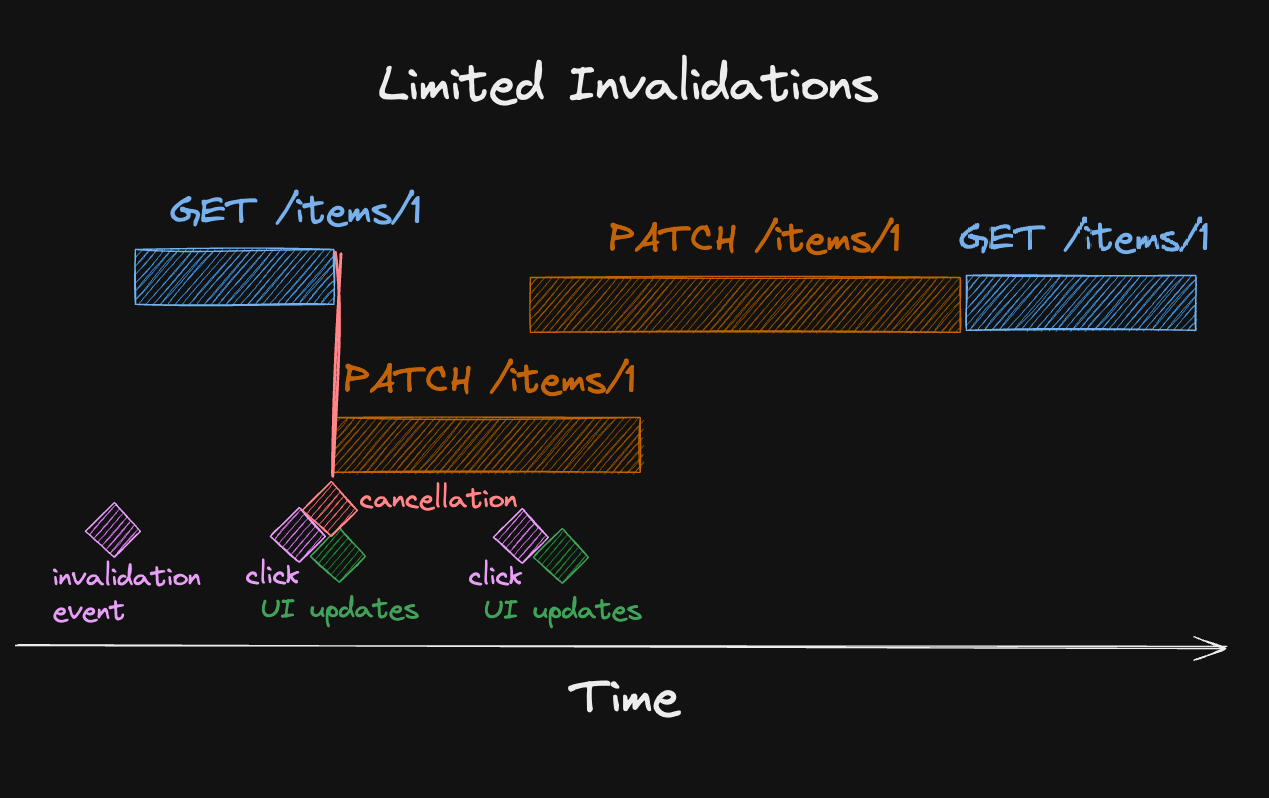 Limited Invalidations
GET /items/1
PATCH /items/1
GET /items/1
PATCH /items/1
cancellation
invalidation
event
click
UI updates
click
UI updates
Time